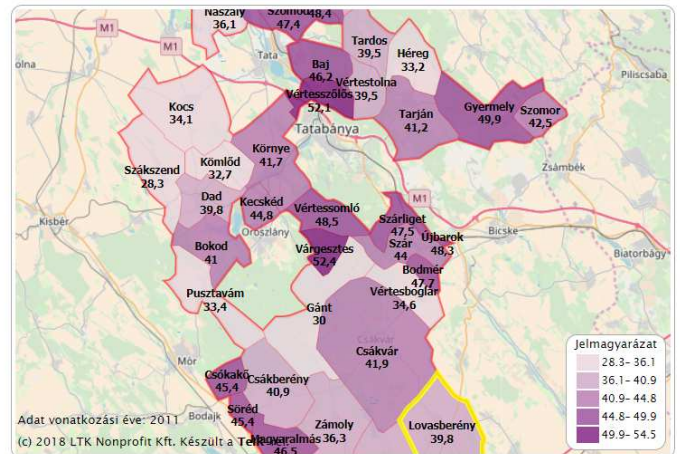 Naszály
36,1
Szomód
47,4
48,4
M1
Tardos
39,5
Héreg
33,2
M1
Tata
olna
Baj
46,2
Vértestolna
39,5
Piliscsaba
Kocs
34,1
Vértesszőlős
52,1
Tarján
41,2
Gyermely
49,9
Szomor
42,5
Tatabánya
Környe
41,7
Kömlőd
32,7
Szákszend
28,3
Zsámbék
Dad
39,8
Kecskéd
44,8
Vértessomló
48,5
M1
Szárliget
47,5
Kisbér
Oroszlány
Szár
44
Újbarok
48,3
Bicske
Bokod
41
Várgesztes
52,4
Biatorbágy
Bodmér
47,7
Pusztavám
33,4
Gánt
30
Vértesboglár
34,6
Csákvár
Csákvár
41,9
Mór
Csókakő
45,4
Csákberény
40,9
Söréd
45,4
Bodajk
Zámoly
36,3
Lovasberény
39,8
Magyaralmás
46,5
Jelmagyarázat
28.3– 36.1
36.1– 40.9
40.9– 44.8
44.8– 49.9
49.9– 54.5
Adat vonatkozási éve: 2011
(c) 2018 LTK Nonprofit Kft. Készült a